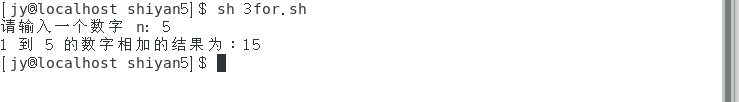 [jy@localhost shiyan5]$ sh 3for.sh
请输入一个数字 n: 5
1 到 5 的数字相加的结果为：15
[jy@localhost shiyan5]$